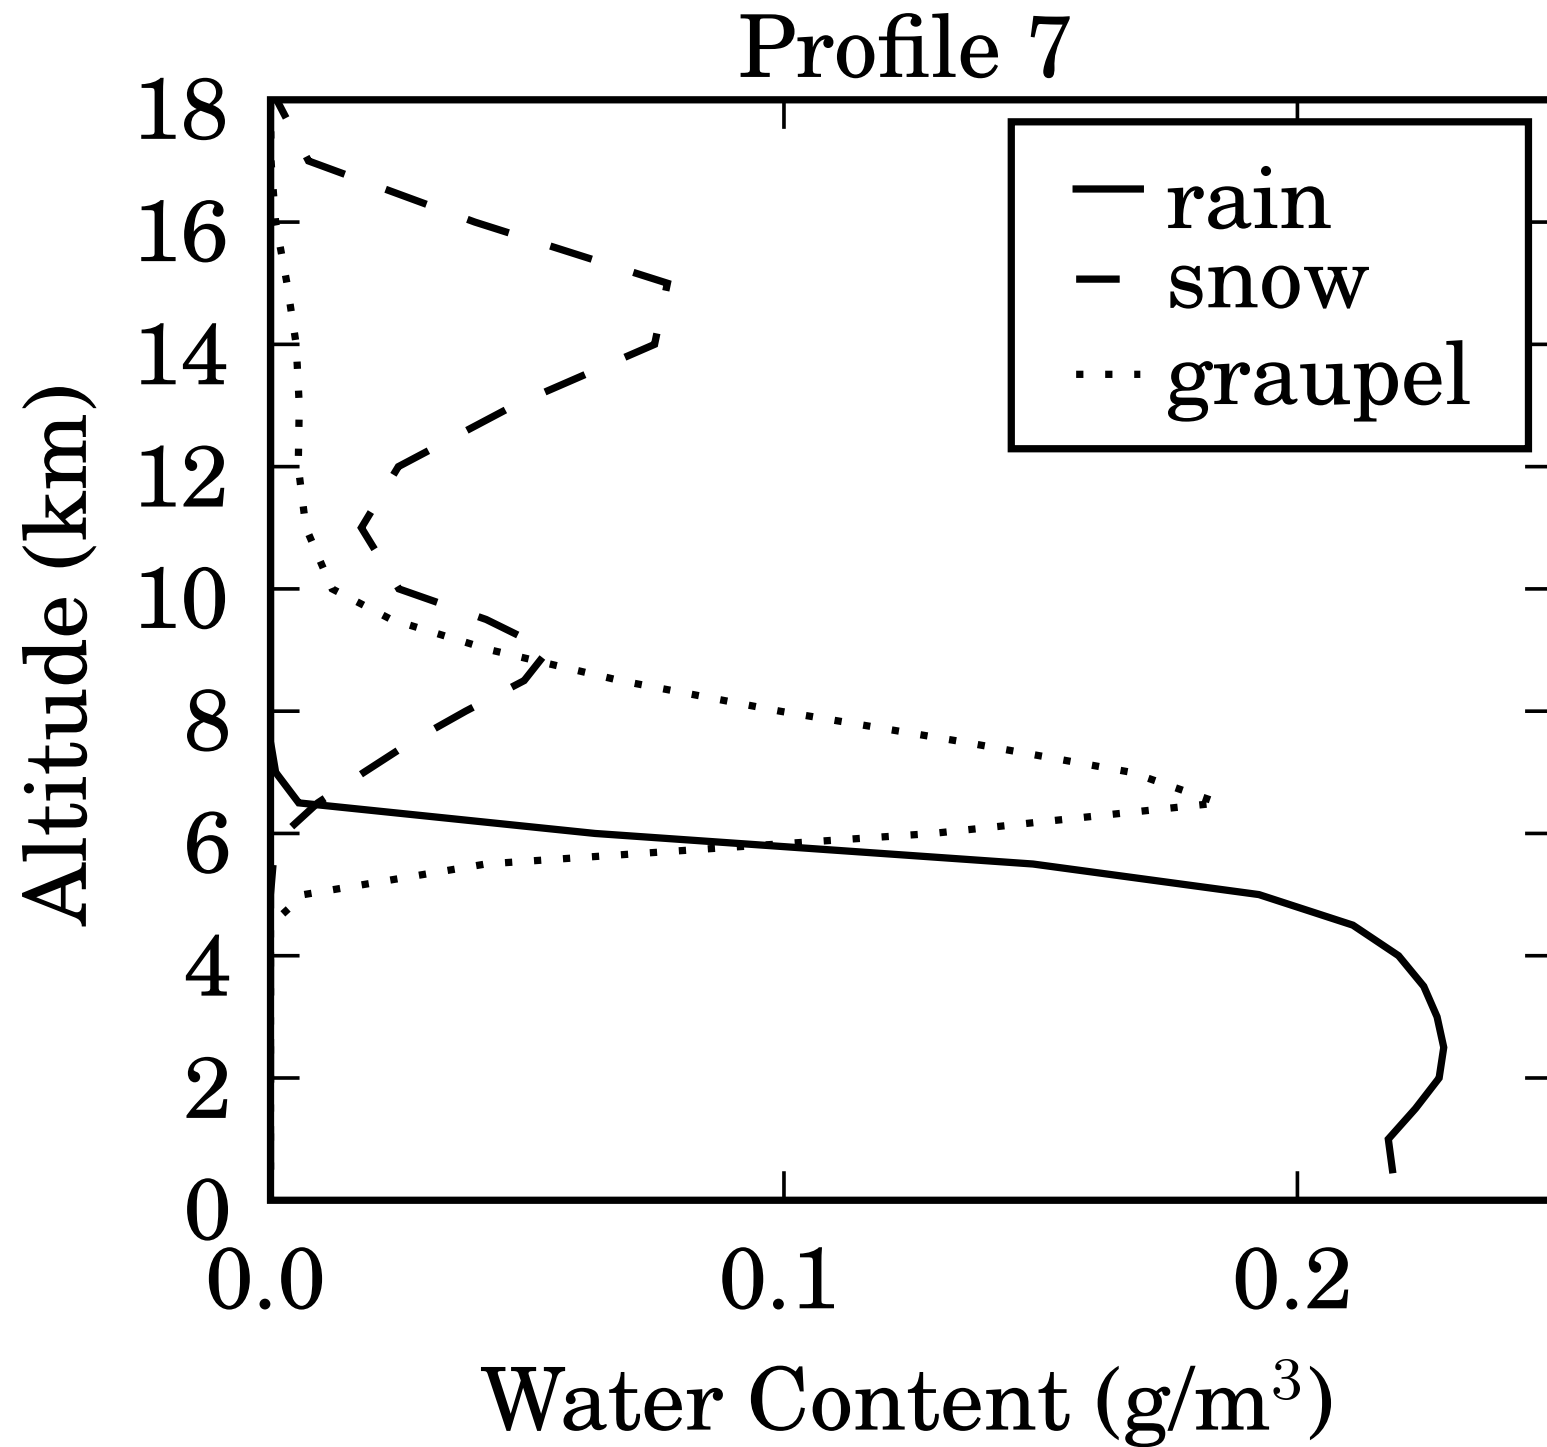 Profile 7
18
16
14
12
10
8
6
4
2
0
Altitude (km)
rain
snow
graupel
0.0 0.1 0.2
Water Content (g/m³)